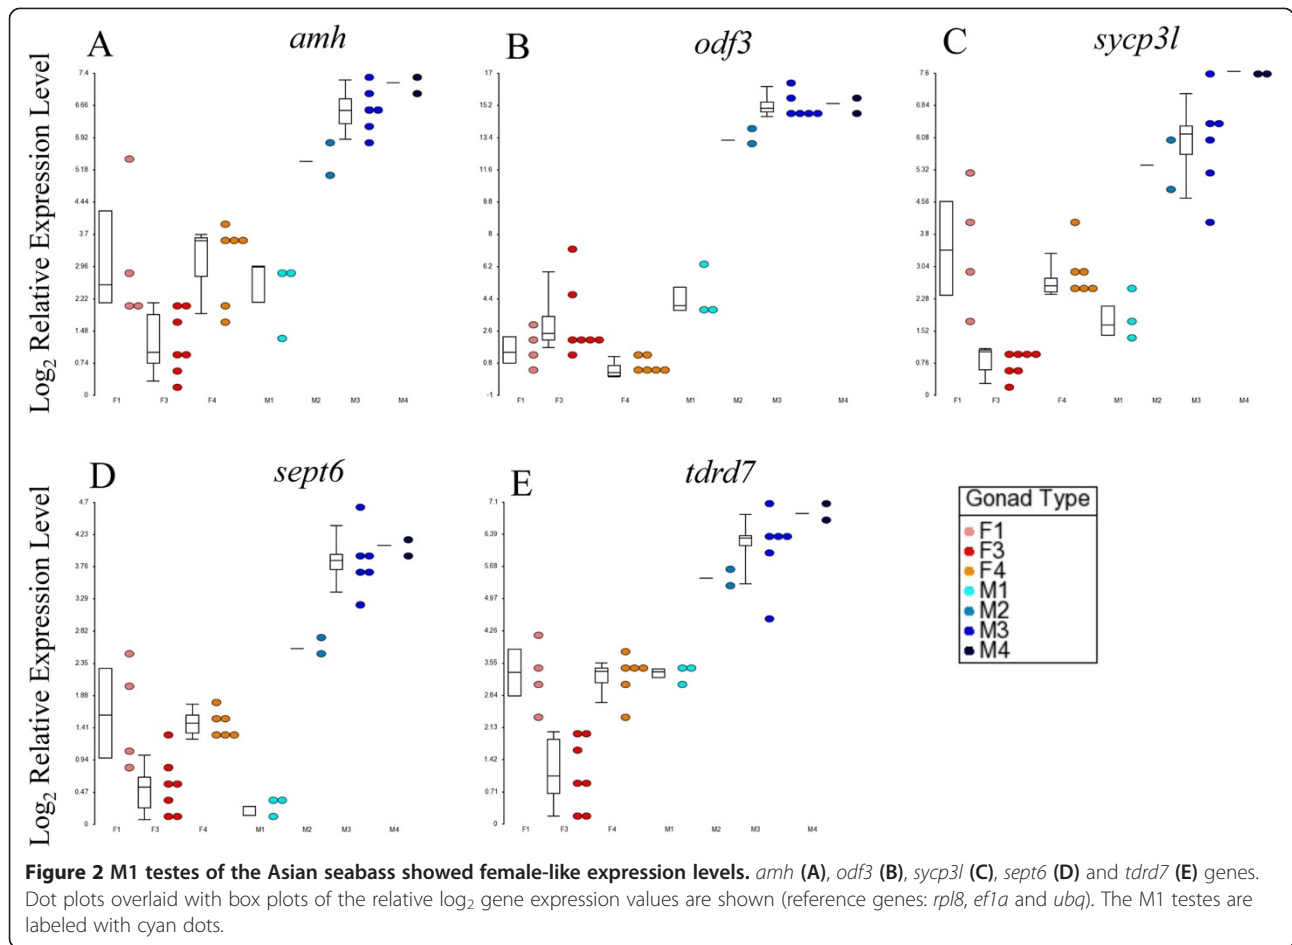 A
amh
B
odf3
C
sycp3l
Log2 Relative Expression Level
7.4
6.66
5.92
5.18
4.44
3.7
2.96
2.22
1.48
0.74
0
F1 F3 F4 M1 M2 M3 M4
17
15.2
13.4
11.6
9.8
8
6.2
4.4
2.6
0.8
-1
F1 F3 F4 M1 M2 M3 M4
7.6
6.84
6.08
5.32
4.56
3.8
3.04
2.28
1.52
0.76
0
F1 F3 F4 M1 M2 M3 M4
D
sept6
E
tdrd7
Log2 Relative Expression Level
4.7
4.23
3.76
3.29
2.82
2.35
1.88
1.41
0.94
0.47
0
F1 F3 F4 M1 M2 M3 M4
7.1
6.39
5.68
4.97
4.26
3.55
2.84
2.13
1.42
0.71
0
F1 F3 F4 M1 M2 M3 M4
Gonad Type
F1
F3
F4
M1
M2
M3
M4
Figure 2 M1 testes of the Asian seabass showed female-like expression levels. amh (A), odf3 (B), sycp3l (C), sept6 (D) and tdrd7 (E) genes.
Dot plots overlaid with box plots of the relative log2 gene expression values are shown (reference genes: rpl8, ef1a and ubq). The M1 testes are
labeled with cyan dots.